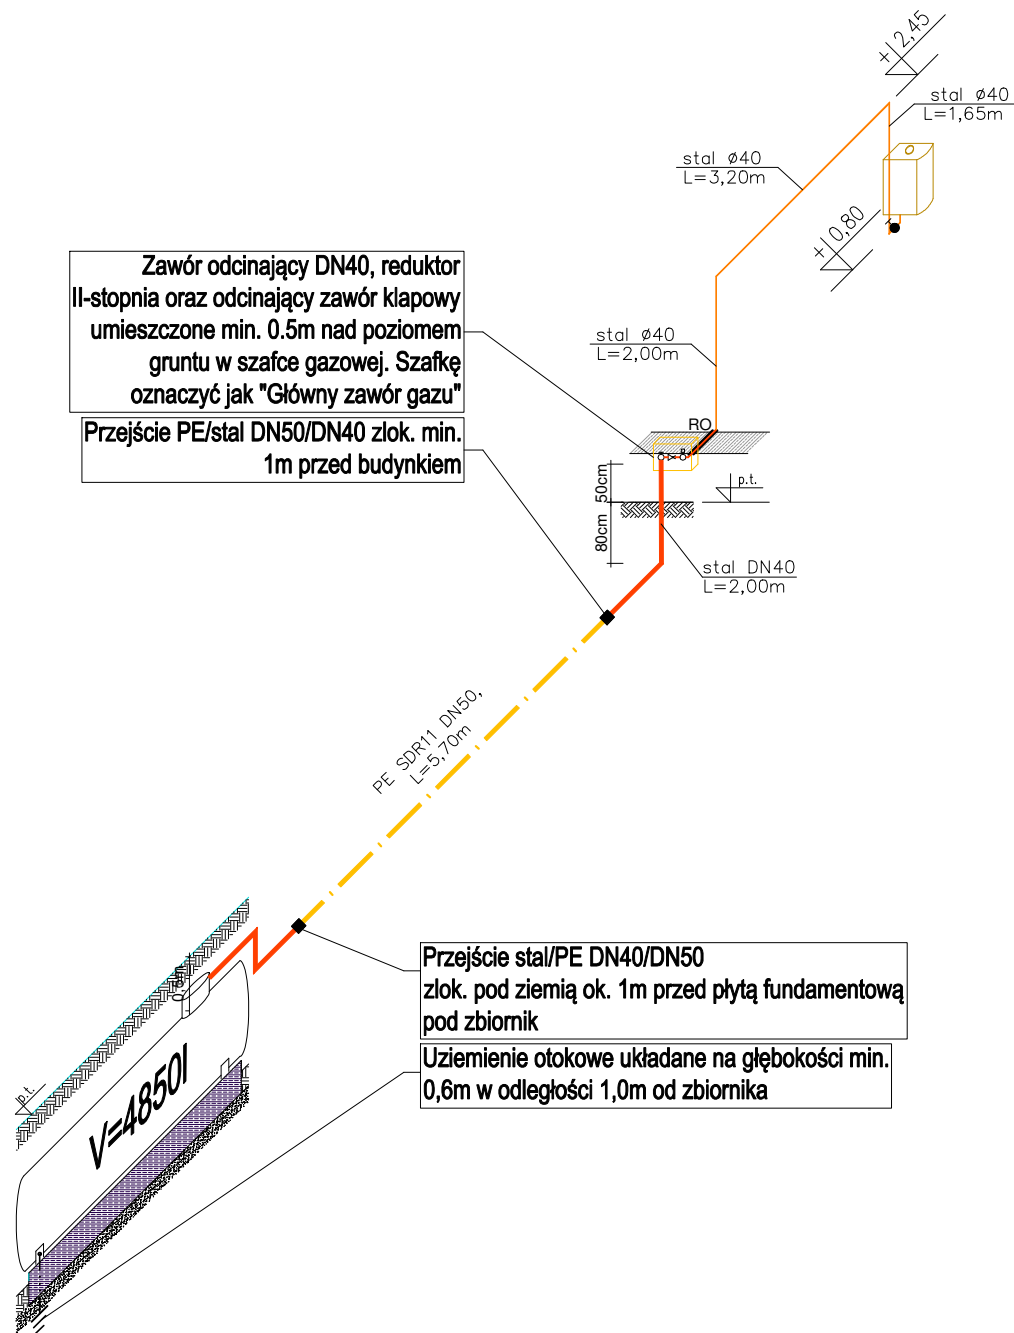 +12,45
stal ø40
L=1,65m
stal ø40
L=3,20m
+10,80
Zawór odcinający DN40, reduktor
II-stopnia oraz odcinający zawór klapowy
umieszczone min. 0.5m nad poziomem
gruntu w szafce gazowej. Szafkę
oznaczyć jak "Główny zawór gazu"
stal ø40
L=2,00m
Przejście PE/stal DN50/DN40 zlok. min.
1m przed budynkiem
RO
50cm
p.t.
80cm
stal DN40
L=2,00m
PE SDR11 DN50,
L=5,70m
Przejście stal/PE DN40/DN50
zlok. pod ziemią ok. 1m przed płytą fundamentową
pod zbiornik
Uziemienie otokowe układane na głębokości min.
0,6m w odległości 1,0m od zbiornika
p.t.
V=4850l